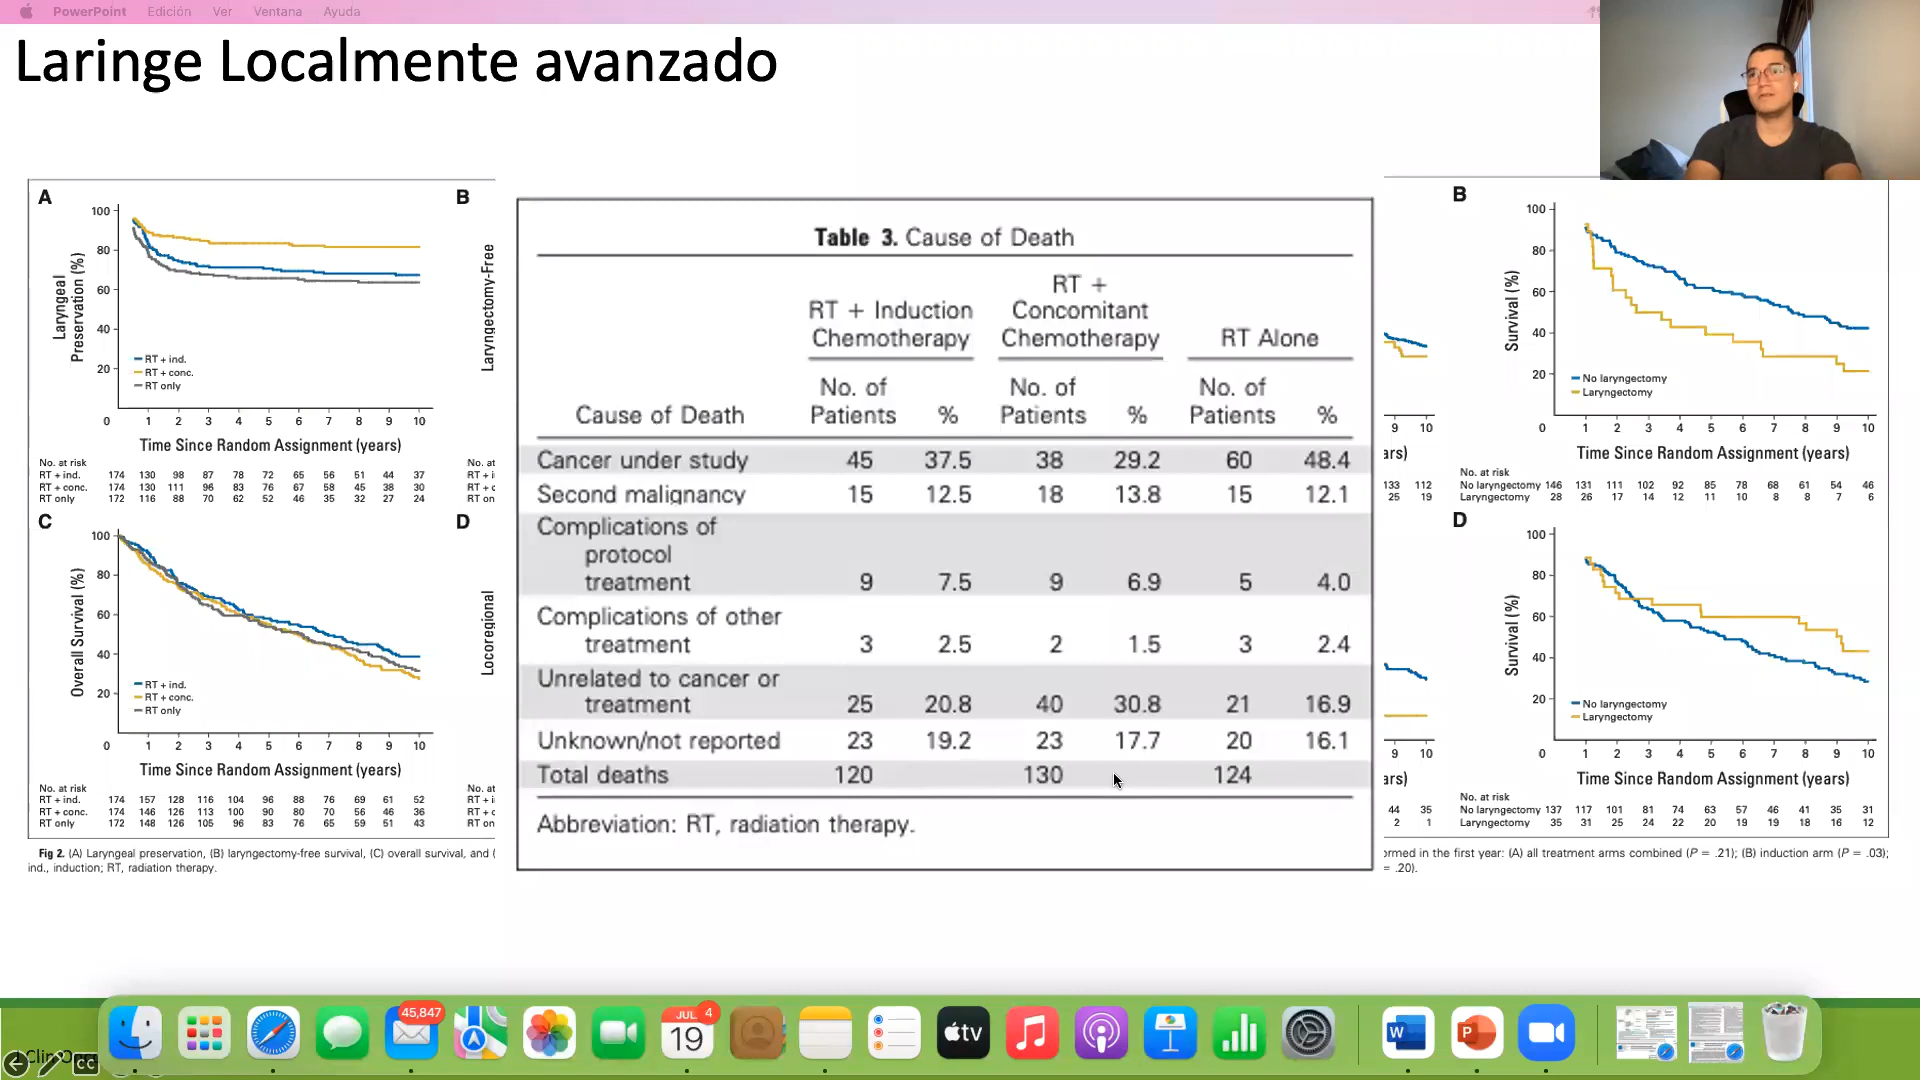 PowerPoint Edición Ver Ventana Ayuda
Laringe Localmente avanzado
A
100
80
60
40
20
0
Laryngeal
Preservation (%)
RT + ind.
RT + conc.
RT only
1 2 3 4 5 6 7 8 9 10
Time Since Random Assignment (years)
No. at risk
RT + ind. 174 130 98 87 78 72 65 56 51 44 37
RT + conc. 174 130 111 96 83 76 67 58 45 38 30
RT only 172 116 88 70 62 52 46 35 32 27 24
B
Laryngectomy-Free
No. at
RT + i
RT + c
RT on
C
100
80
60
40
20
0
Overall Survival (%)
RT + ind.
RT + conc.
RT only
1 2 3 4 5 6 7 8 9 10
Time Since Random Assignment (years)
No. at risk
RT + ind. 174 157 128 116 104 96 88 76 69 61 52
RT + conc. 174 146 126 113 100 90 80 70 56 46 36
RT only 172 148 126 105 96 83 76 65 59 51 43
D
Locoregional
No. at
RT + i
RT + c
RT on
Fig 2. (A) Laryngeal preservation, (B) laryngectomy-free survival, (C) overall survival, and (
ind., induction; RT, radiation therapy.
Table 3. Cause of Death
RT + Induction Chemotherapy
RT + Concomitant Chemotherapy
RT Alone
Cause of Death No. of Patients % No. of Patients % No. of Patients %
Cancer under study 45 37.5 38 29.2 60 48.4
Second malignancy 15 12.5 18 13.8 15 12.1
Complications of
protocol
treatment 9 7.5 9 6.9 5 4.0
Complications of other
treatment 3 2.5 2 1.5 3 2.4
Unrelated to cancer or
treatment 25 20.8 40 30.8 21 16.9
Unknown/not reported 23 19.2 23 17.7 20 16.1
Total deaths 120 130 124
Abbreviation: RT, radiation therapy.
9 10
ars)
133 112
25 19
9 10
ars)
44 35
2 1
B
100
80
60
40
20
0
Survival (%)
No laryngectomy
Laryngectomy
1 2 3 4 5 6 7 8 9 10
Time Since Random Assignment (years)
No. at risk
No laryngectomy 146 131 111 102 92 85 78 68 61 54 46
Laryngectomy 28 26 17 14 12 11 10 8 8 7 6
D
100
80
60
40
20
0
Survival (%)
No laryngectomy
Laryngectomy
1 2 3 4 5 6 7 8 9 10
Time Since Random Assignment (years)
No. at risk
No laryngectomy 137 117 101 81 74 63 57 46 41 35 31
Laryngectomy 35 31 25 24 22 20 19 19 18 16 12
ormed in the first year: (A) all treatment arms combined (P = .21); (B) induction arm (P = .03);
= .20).
45,847
JUL 4
19
tv
W
P
CC